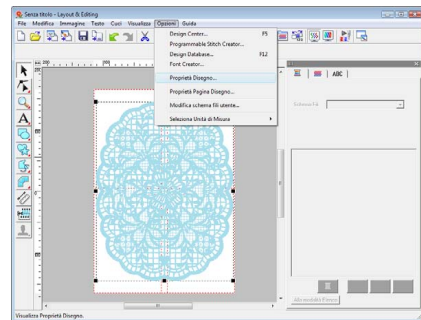 Senza titolo - Layout & Editing
File Modifica Immagine Testo Cuci Visualizza Opzioni Guida
Design Center... F5
Programmable Stitch Creator...
Design Database... F12
Font Creator...
Proprietà Disegno...
Proprietà Pagina Disegno...
Modifica schema fili utente...
Seleziona Unità di Misura
ABC
Visualizza Proprietà Disegno.